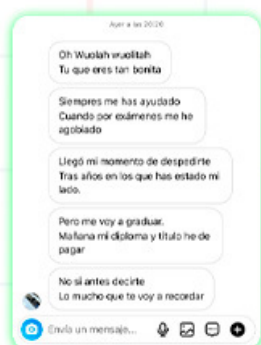 Ayer a las 20:20
Oh Wuolah wuolitah
Tu que eres tan bonita
Siempres me has ayudado
Cuando por exámenes me he
agobiado
Llegó mi momento de despedirte
Tras años en los que has estado mi
lado.
Pero me voy a graduar.
Mañana mi diploma y título he de
pagar
No si antes decirte
Lo mucho que te voy a recordar
Envía un mensaje...